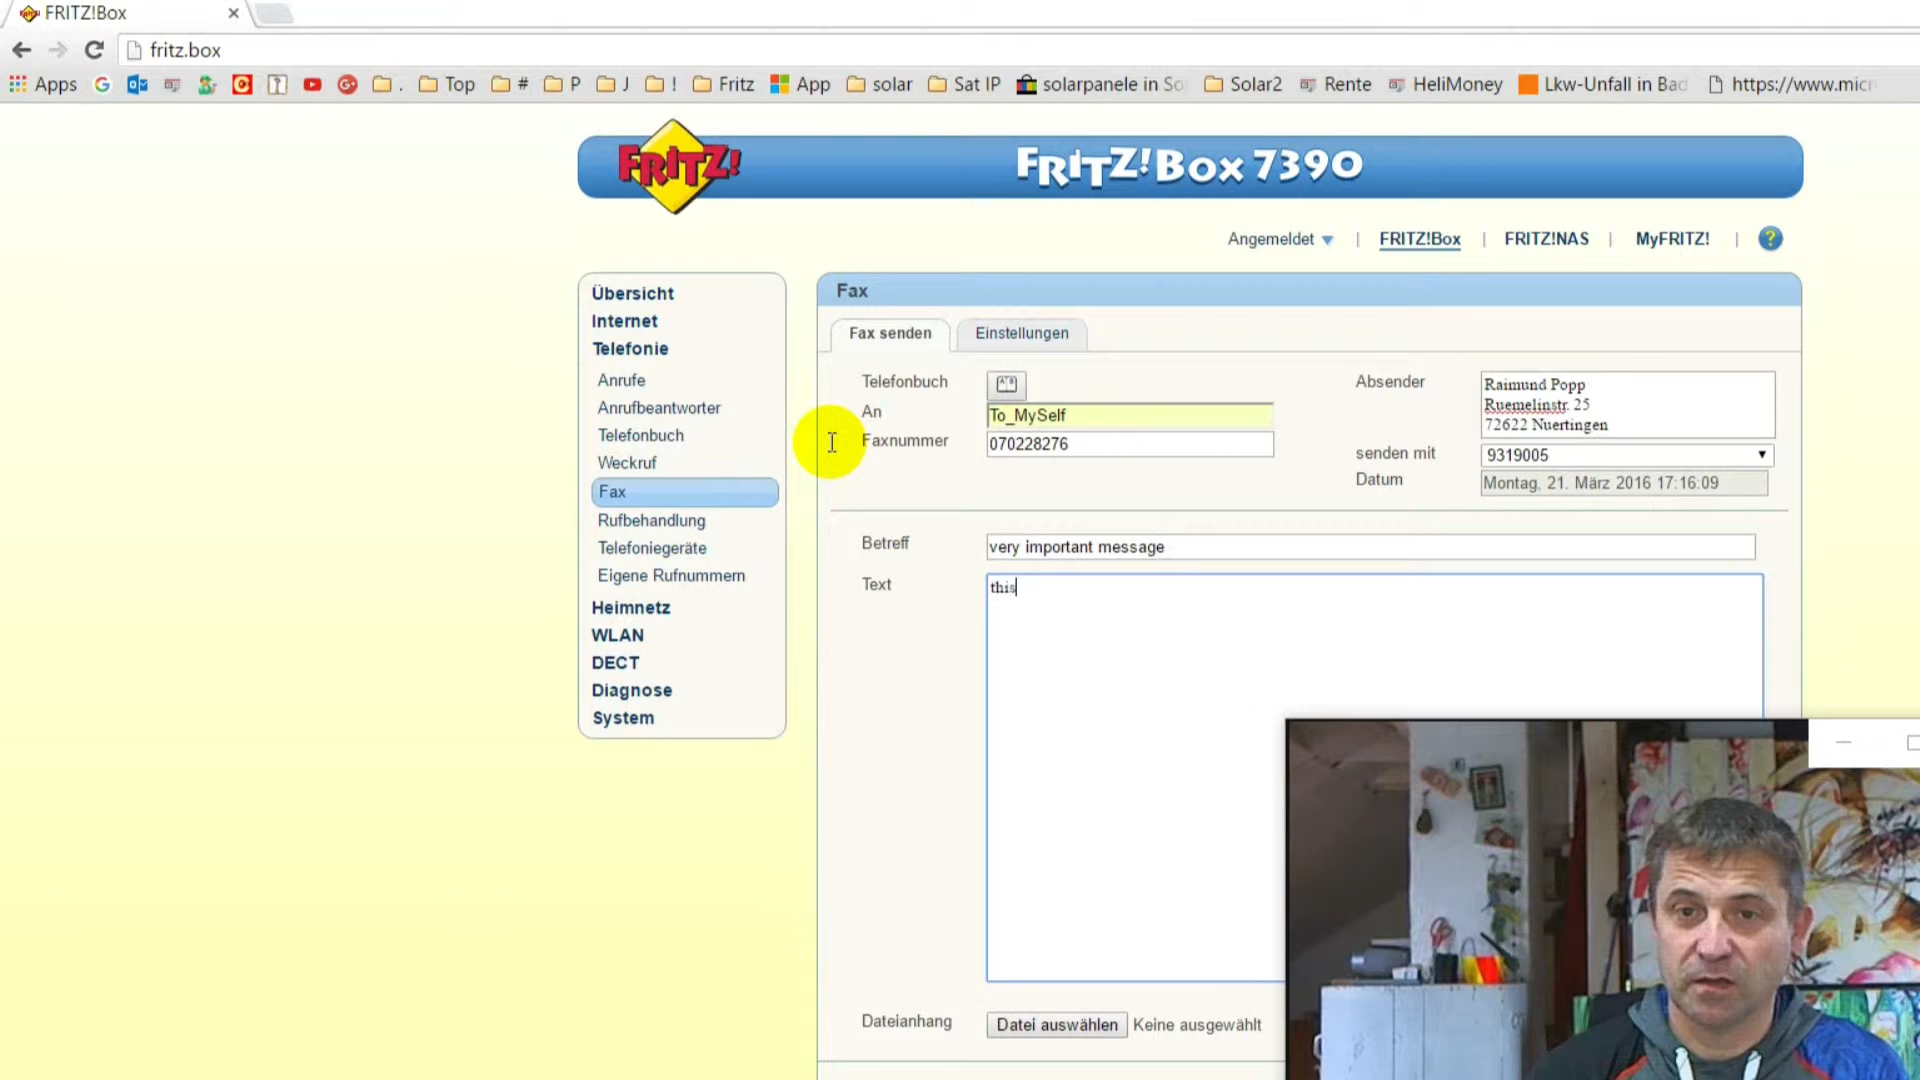 FRITZ!Box
fritz.box
Apps . Top # P J ! Fritz App solar Sat IP solarpanele in So Solar2 Rente HeliMoney Lkw-Unfall in Bad https://www.micr
FRITZ!
FRITZ!Box 7390
Angemeldet | FRITZ!Box | FRITZ!NAS | MyFRITZ! | ?
Übersicht
Internet
Telefonie
Anrufe
Anrufbeantworter
Telefonbuch
Weckruf
Fax
Rufbehandlung
Telefoniegeräte
Eigene Rufnummern
Heimnetz
WLAN
DECT
Diagnose
System
Fax
Fax senden Einstellungen
Telefonbuch
An To_MySelf
Faxnummer 070228276
Absender Raimund Popp
Ruemelinstr. 25
72622 Nuertingen
senden mit 9319005
Datum Montag, 21. März 2016 17:16:09
Betreff very important message
Text this
Dateianhang Datei auswählen Keine ausgewählt